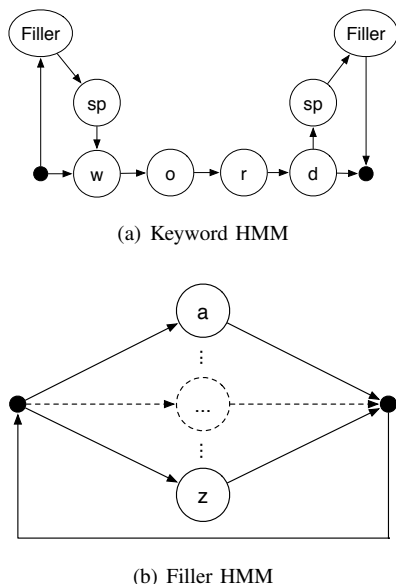 Filler Filler
sp sp
w o r d
(a) Keyword HMM
a
...
...
...
z
(b) Filler HMM